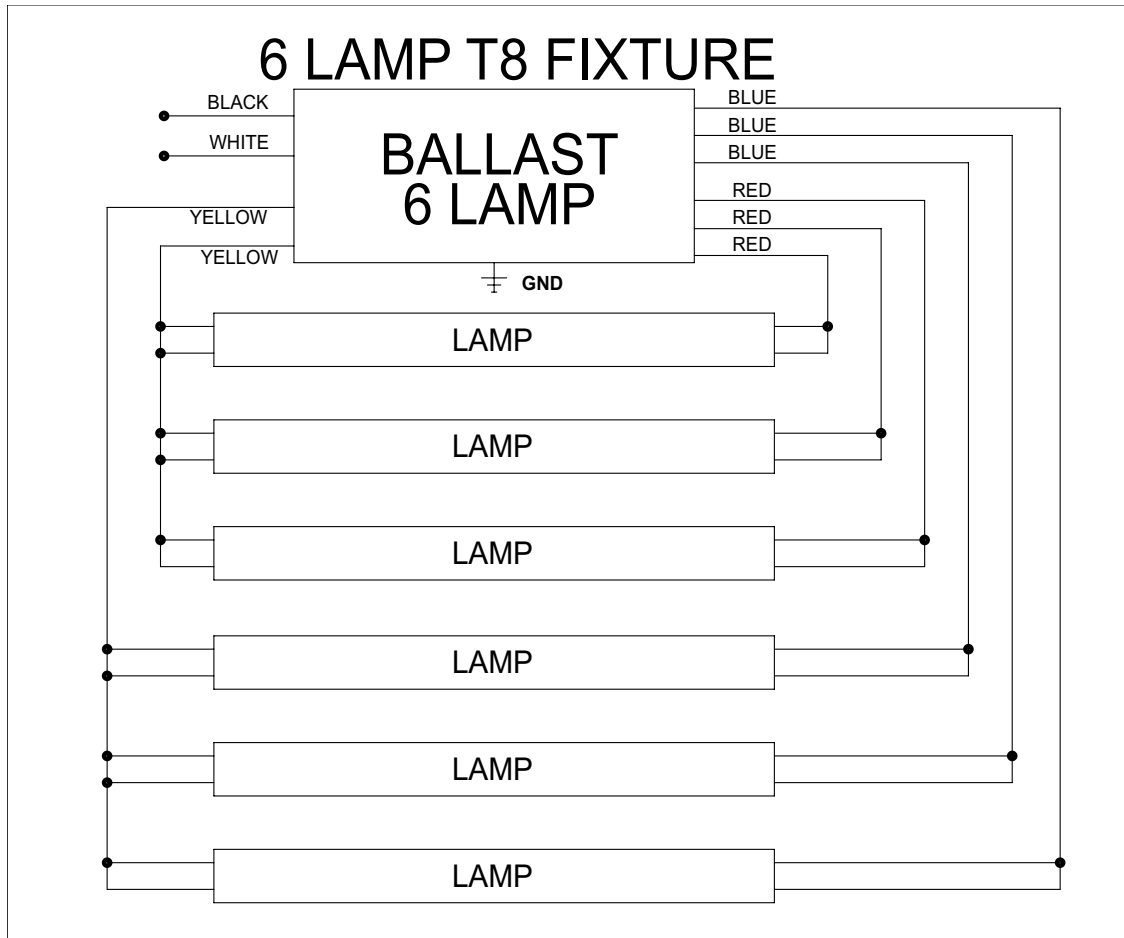 6 LAMP T8 FIXTURE
BLACK
WHITE
YELLOW
YELLOW
BALLAST
6 LAMP
BLUE
BLUE
BLUE
RED
RED
RED
GND
LAMP
LAMP
LAMP
LAMP
LAMP
LAMP